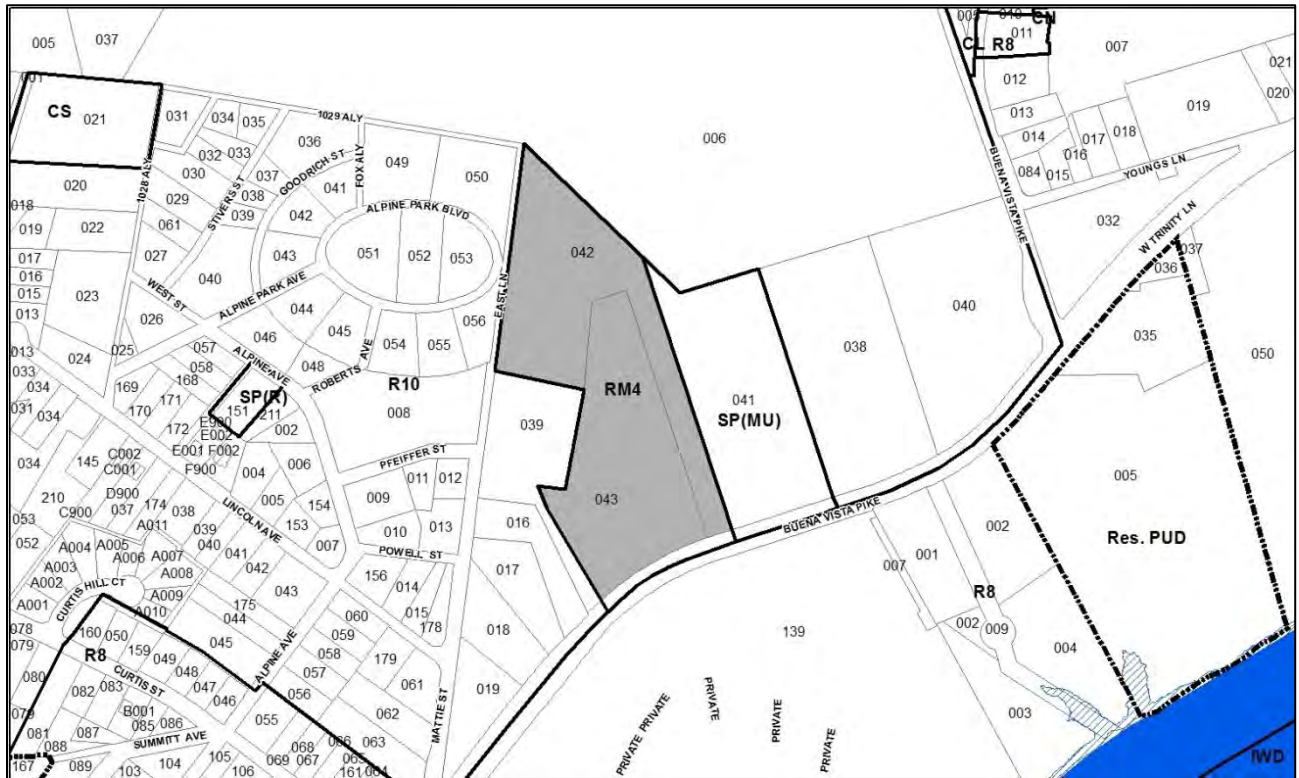 005
037
001
CS
021
031
034
035
1029 ALY
036
032
033
030
037
038
039
029
061
027
STIVERS ST
GOODRICH ST
FOX ALY
041
042
043
040
049
050
ALPINE PARK BLVD
051
052
053
EAST LN
1028 ALY
020
018
019
022
017
016
015
013
023
024
025
WEST ST
026
ALPINE PARK AVE
044
045
046
048
054
055
056
ROBERTS AVE
R10
008
057
058
ALPINE AVE
SP(R)
151
211
002
168
169
170
171
172
E900
E002
E001
F002
F900
013
033
034
031
034
034
145
C002
C001
210
C900
D900
037
174
038
A011
039
040
041
042
043
LINCOLN AVE
004
005
006
153
154
007
PFEIFFER ST
009
010
011
012
013
POWELL ST
156
014
015
178
053
052
A004
A005
A006
A007
A003
A002
A001
A008
A009
A010
CURTIS HILL CT
175
044
045
ALPINE AVE
078
079
160
050
159
049
048
047
046
R8
CURTIS ST
080
079
081
082
083
B001
085
086
087
088
SUMMITT AVE
167
089
103
104
105
106
055
056
057
058
059
060
179
061
062
063
066
065
064
068
067
069
161
MATTIE ST
016
017
018
019
039
042
RM4
043
041
SP(MU)
006
038
040
005
010
CN
011
CL
R8
012
007
013
014
084
015
016
017
018
019
021
020
YOUNGS LN
BUENA VISTA PIKE
032
W TRINITY LN
037
036
035
050
005
Res. PUD
BUENA VISTA PIKE
007
001
002
R8
002
009
004
003
139
PRIVATE
PRIVATE
PRIVATE
PRIVATE
PRIVATE
IWD